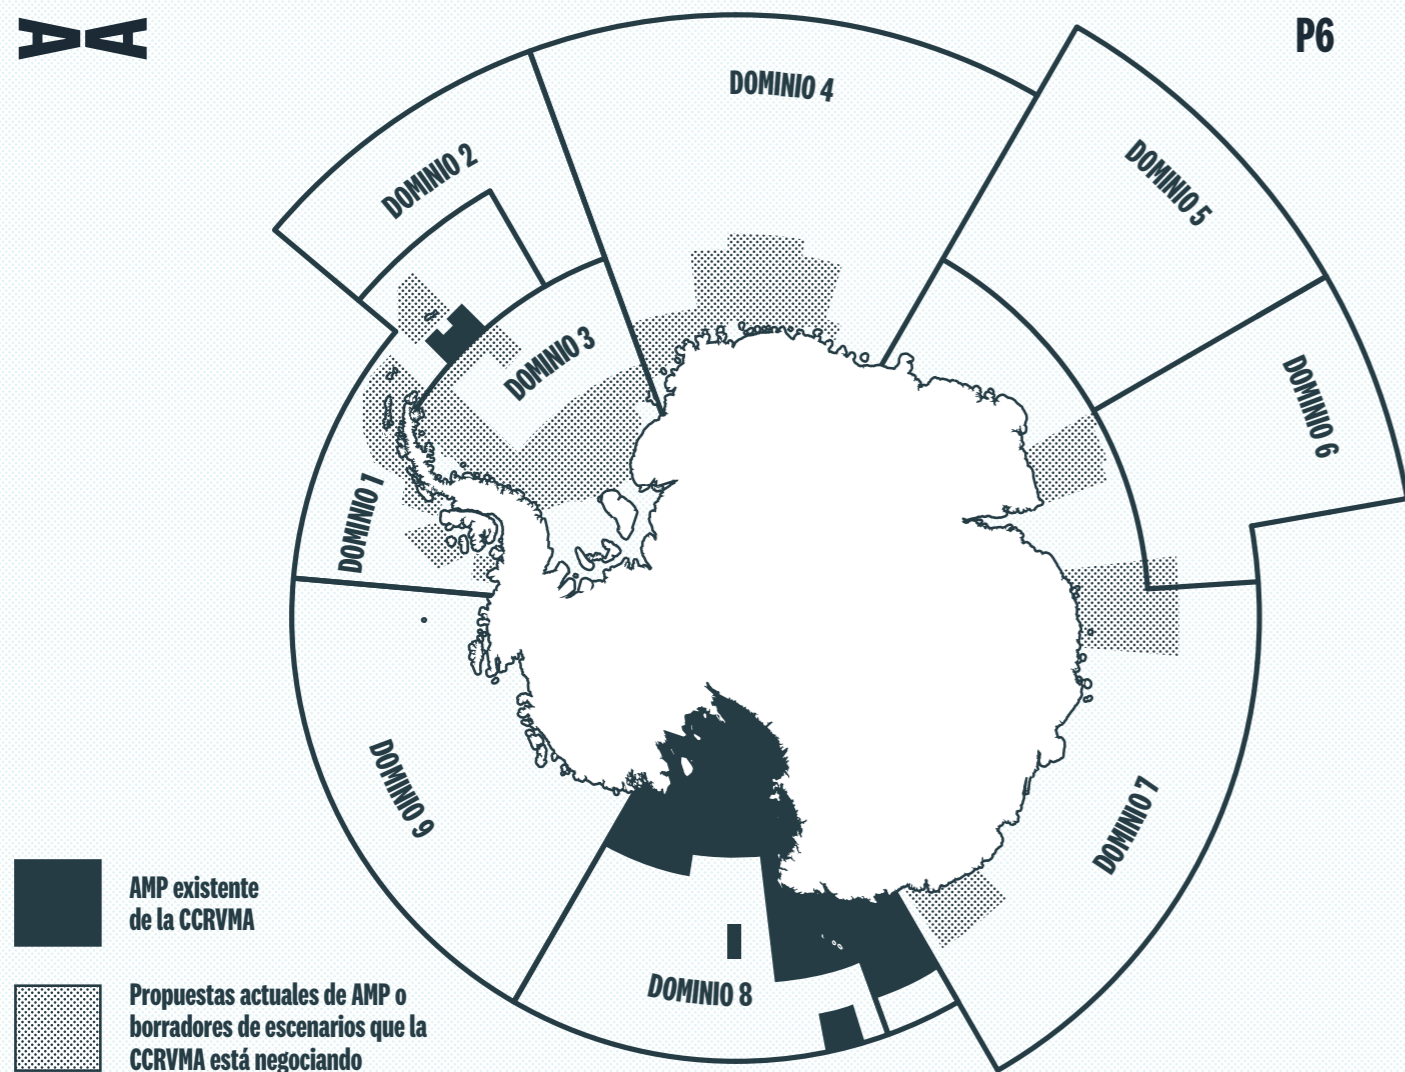 P6
DOMINIO 4
DOMINIO 2
DOMINIO 5
DOMINIO 3
DOMINIO 6
DOMINIO 1
DOMINIO 9
DOMINIO 7
DOMINIO 8
AMP existente
de la CCRVMA
Propuestas actuales de AMP o
borradores de escenarios que la
CCRVMA está negociando